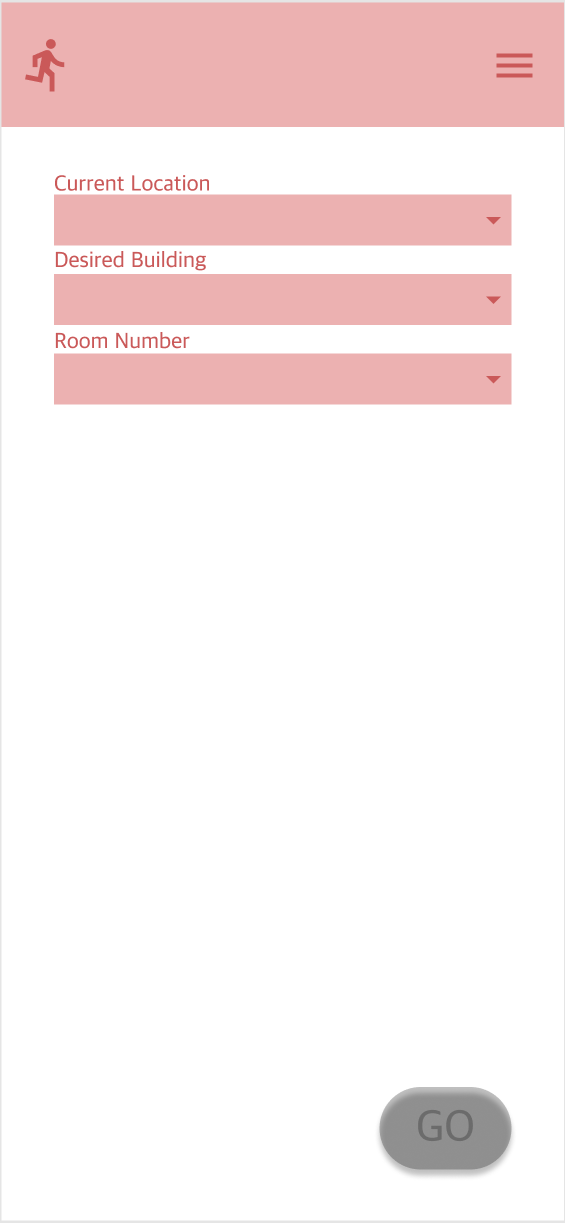 Current Location
Desired Building
Room Number
GO